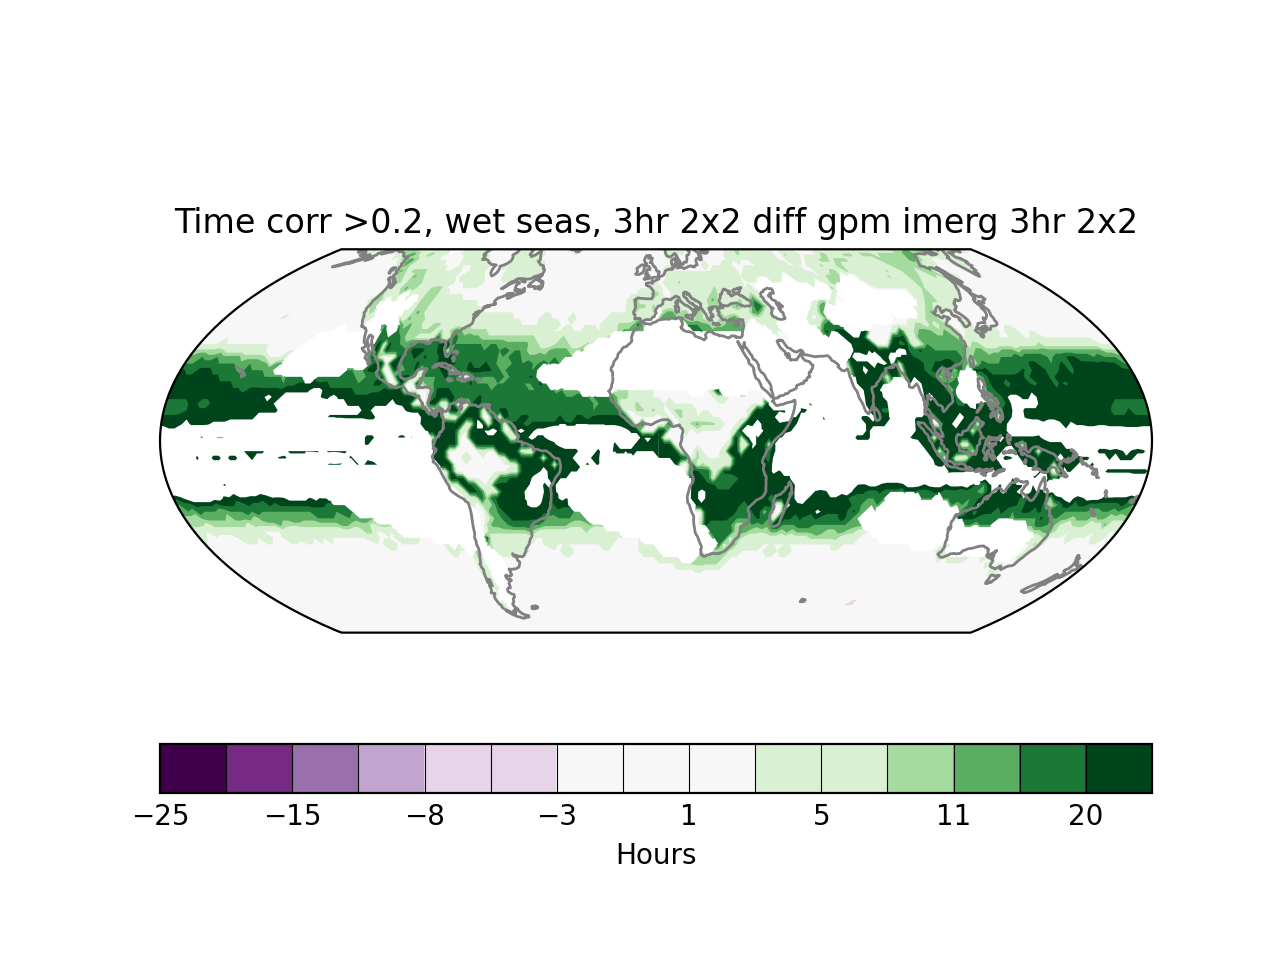 Time corr >0.2, wet seas, 3hr 2x2 diff gpm imerg 3hr 2x2
−25 −15 −8 −3 1 5 11 20
Hours